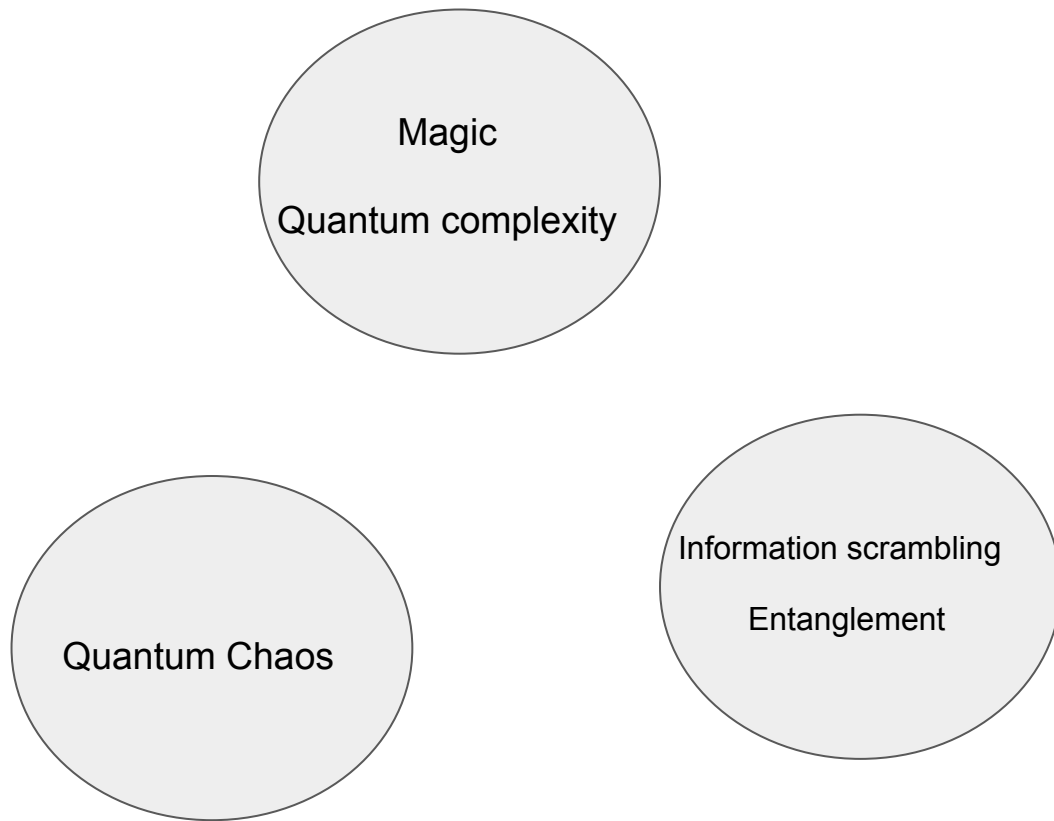 Magic
Quantum complexity
Information scrambling
Entanglement
Quantum Chaos